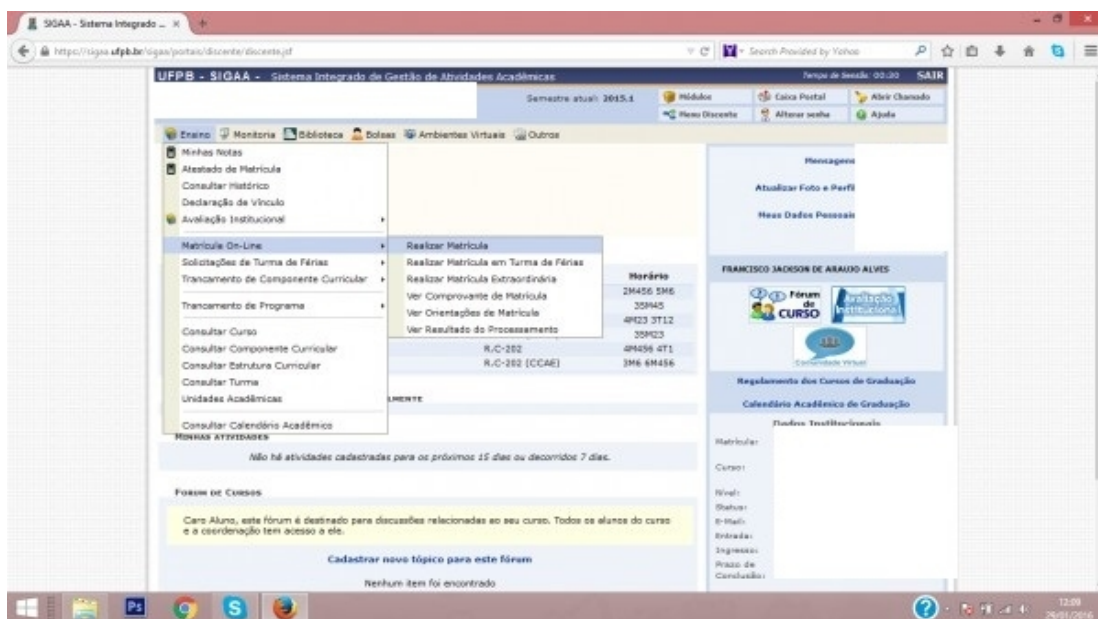 SIGAA - Sistema Integrado ...
https://sigaa.ufpb.br/sigaa/portais/discente/discente.jsf
Search Provided by Yahoo
UFPB - SIGAA - Sistema Integrado de Gestão de Atividades Acadêmicas
Tempo de Sessão: 00:30 SAIR
Semestre atual: 2015.1
Módulos
Caixa Postal
Abrir Chamado
Menu Discente
Alterar senha
Ajuda
Ensino Monitoria Biblioteca Bolsas Ambientes Virtuais Outros
Minhas Notas
Atestado de Matrícula
Consultar Histórico
Declaração de Vínculo
Avaliação Institucional
Matrícula On-Line
Solicitações de Turma de Férias
Trancamento de Componente Curricular
Trancamento de Programa
Consultar Curso
Consultar Componente Curricular
Consultar Estrutura Curricular
Consultar Turma
Unidades Acadêmicas
Consultar Calendário Acadêmico
Realizar Matrícula
Realizar Matrícula em Turma de Férias
Realizar Matrícula Extraordinária
Ver Comprovante de Matrícula
Ver Orientações de Matrícula
Ver Resultado do Processamento
Horário
2M456 5M6
35M45
4M23 3T12
35M23
R.C-202 4M456 4T1
R.C-202 (CCAE) 3M6 6M456
MINHAS ATIVIDADES
Não há atividades cadastradas para os próximos 15 dias ou decorridos 7 dias.
FORUM DE CURSOS
Caro Aluno, este fórum é destinado para discussões relacionadas ao seu curso. Todos os alunos do curso
e a coordenação tem acesso a ele.
Cadastrar novo tópico para este fórum
Nenhum item foi encontrado
Mensagens
Atualizar Foto e Perfil
Meus Dados Pessoais
FRANCISCO JACKSON DE ARAUJO ALVES
Fórum
de
CURSO
Avaliação
Institucional
Comunidade Virtual
Regulamento dos Cursos de Graduação
Calendário Acadêmico de Graduação
Dados Institucionais
Matrícula:
Curso:
Nível:
Status:
E-Mail:
Entrada:
Ingresso:
Prazo de
Conclusão:
Ps
12:09